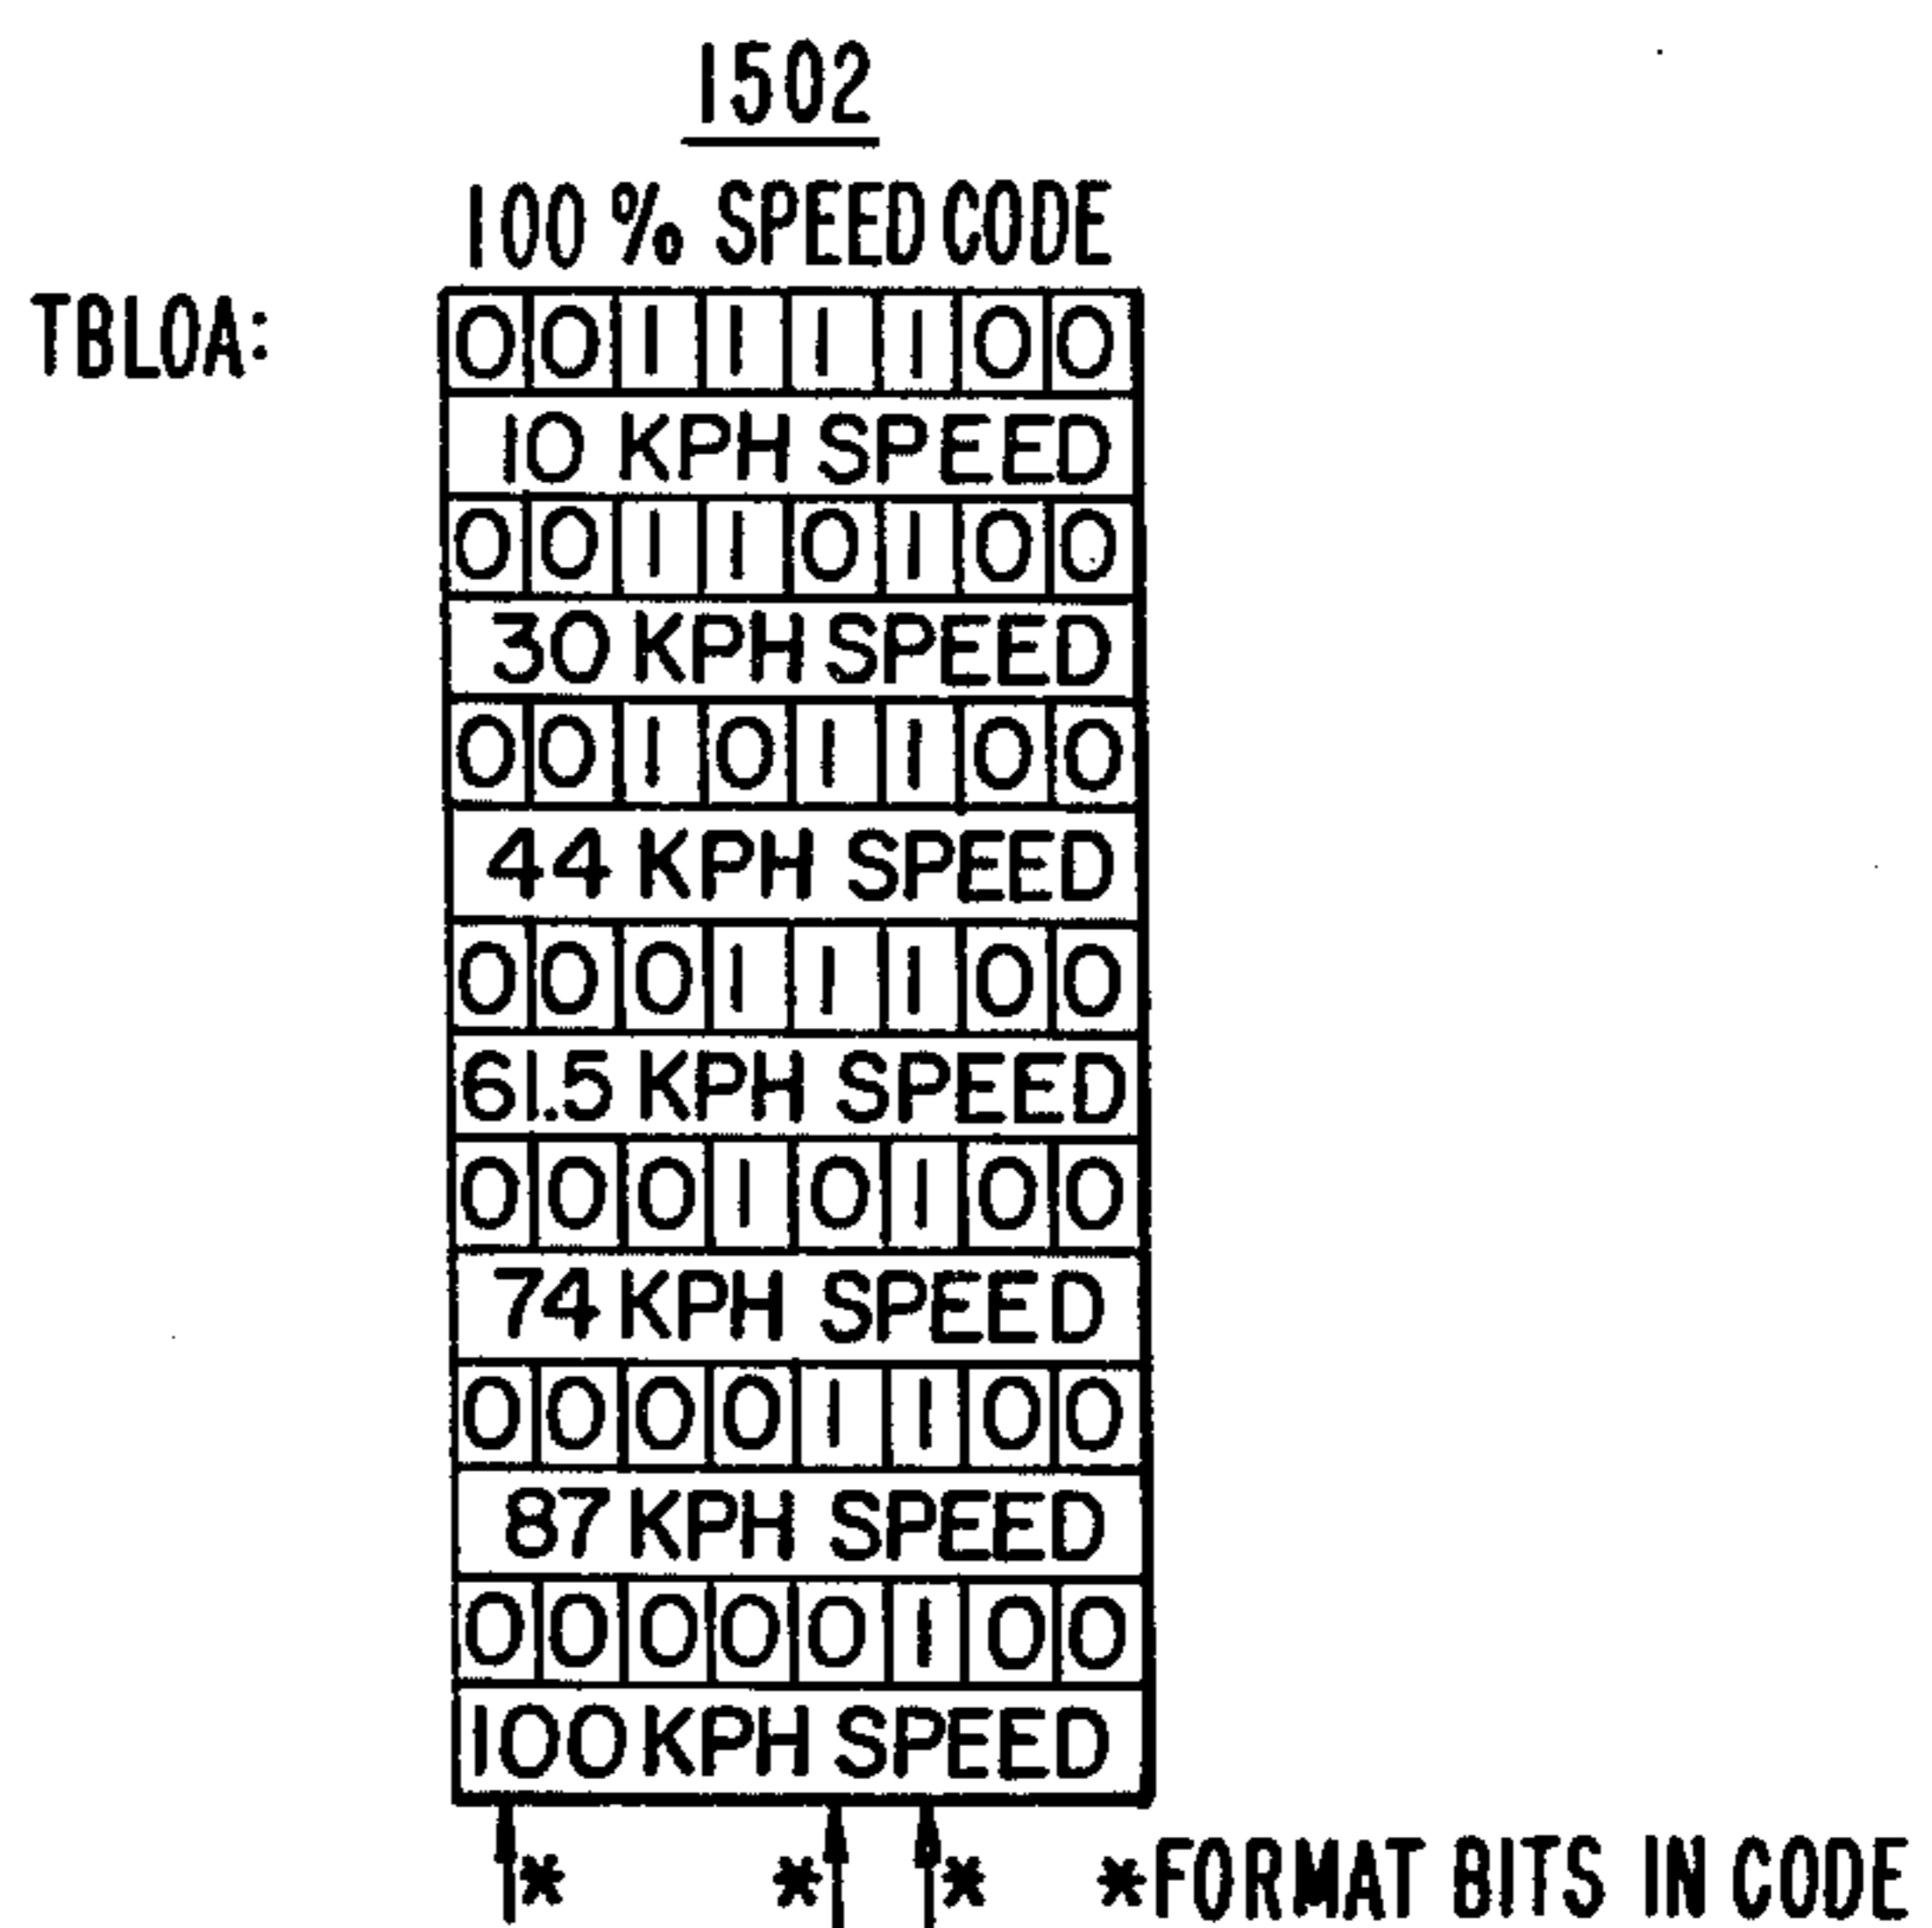 1502
100% SPEED CODE
TBLOA:
0 0 1 1 1 1 0 0
10 KPH SPEED
0 0 1 1 0 1 0 0
30 KPH SPEED
0 0 1 0 1 1 0 0
44 KPH SPEED
0 0 0 1 1 1 0 0
61.5 KPH SPEED
0 0 0 1 0 1 0 0
74 KPH SPEED
0 0 0 0 1 1 0 0
87 KPH SPEED
0 0 0 0 0 1 0 0
100 KPH SPEED
* * * *FORMAT BITS IN CODE